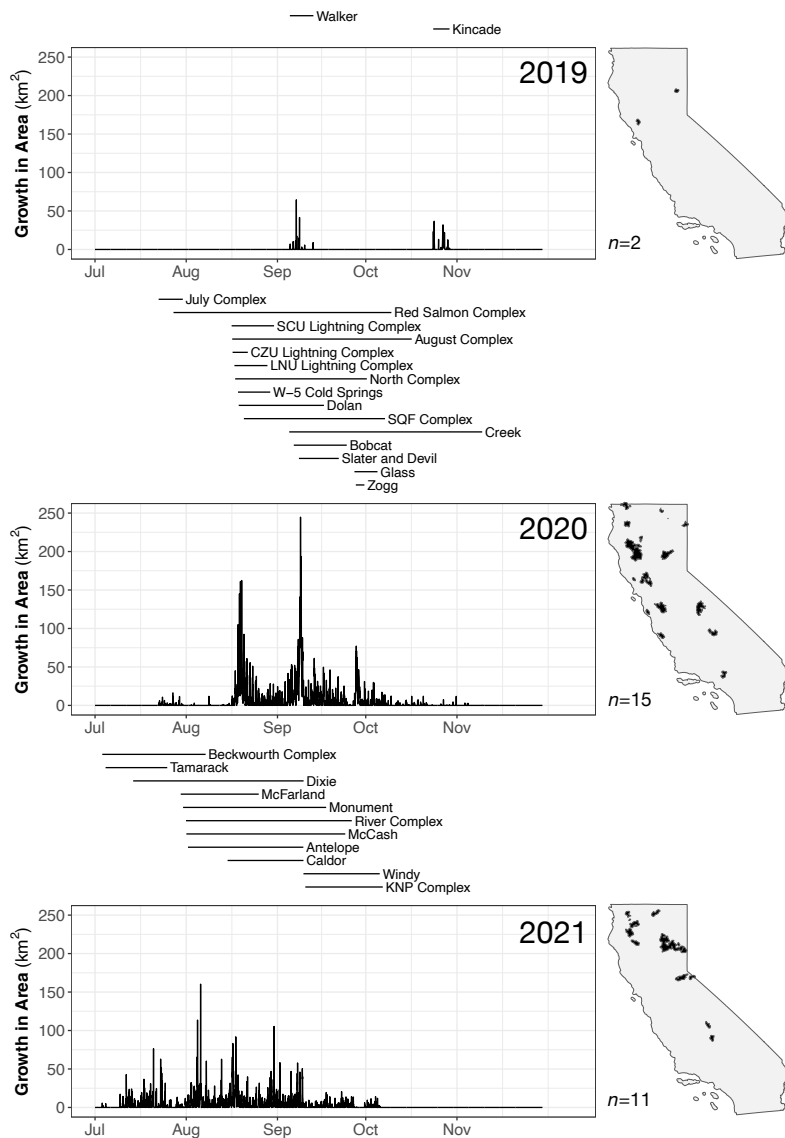 Walker
Kincade
2019
Growth in Area (km²)
250
200
150
100
50
0
Jul Aug Sep Oct Nov
n=2
July Complex
Red Salmon Complex
SCU Lightning Complex
August Complex
CZU Lightning Complex
LNU Lightning Complex
North Complex
W−5 Cold Springs
Dolan
SQF Complex
Creek
Bobcat
Slater and Devil
Glass
Zogg
2020
Growth in Area (km²)
250
200
150
100
50
0
Jul Aug Sep Oct Nov
n=15
Beckwourth Complex
Tamarack
Dixie
McFarland
Monument
River Complex
McCash
Antelope
Caldor
Windy
KNP Complex
2021
Growth in Area (km²)
250
200
150
100
50
0
Jul Aug Sep Oct Nov
n=11